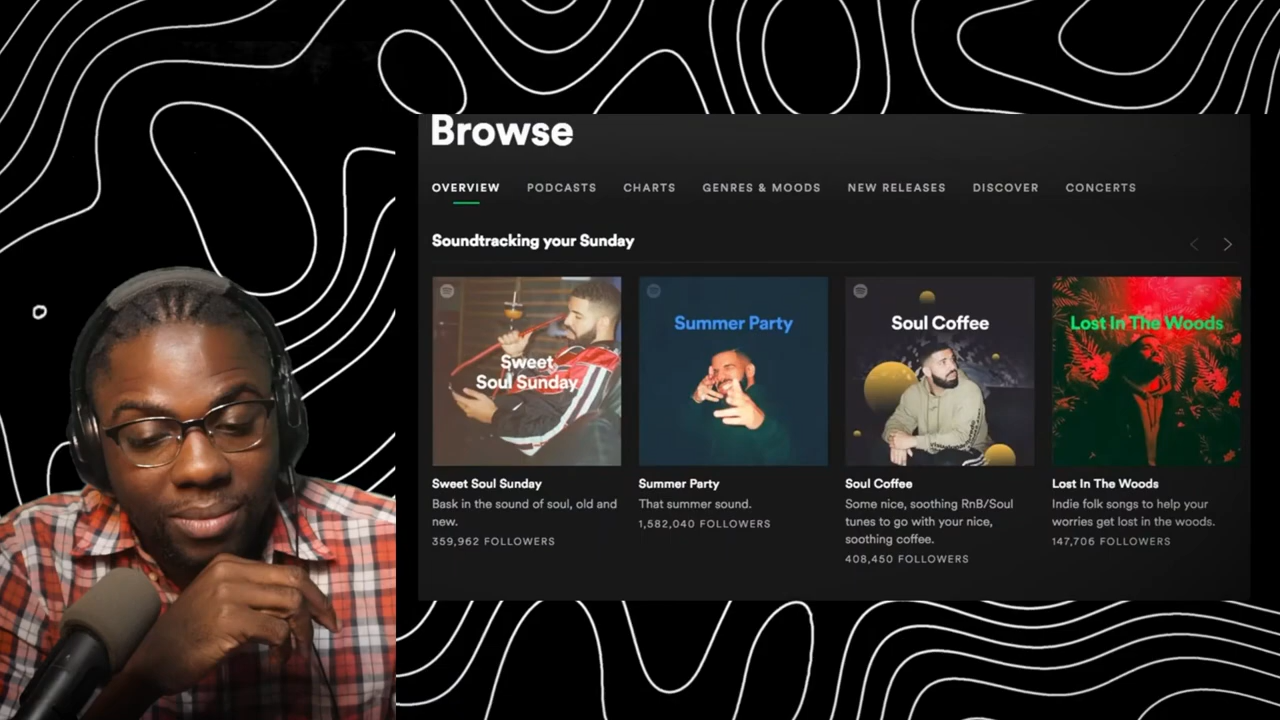 Browse
OVERVIEW PODCASTS CHARTS GENRES & MOODS NEW RELEASES DISCOVER CONCERTS
Soundtracking your Sunday
Sweet
Soul Sunday
Summer Party
Soul Coffee
Lost In The Woods
Sweet Soul Sunday
Bask in the sound of soul, old and
new.
359,962 FOLLOWERS
Summer Party
That summer sound.
1,582,040 FOLLOWERS
Soul Coffee
Some nice, soothing RnB/Soul
tunes to go with your nice,
soothing coffee.
408,450 FOLLOWERS
Lost In The Woods
Indie folk songs to help your
worries get lost in the woods.
147,706 FOLLOWERS